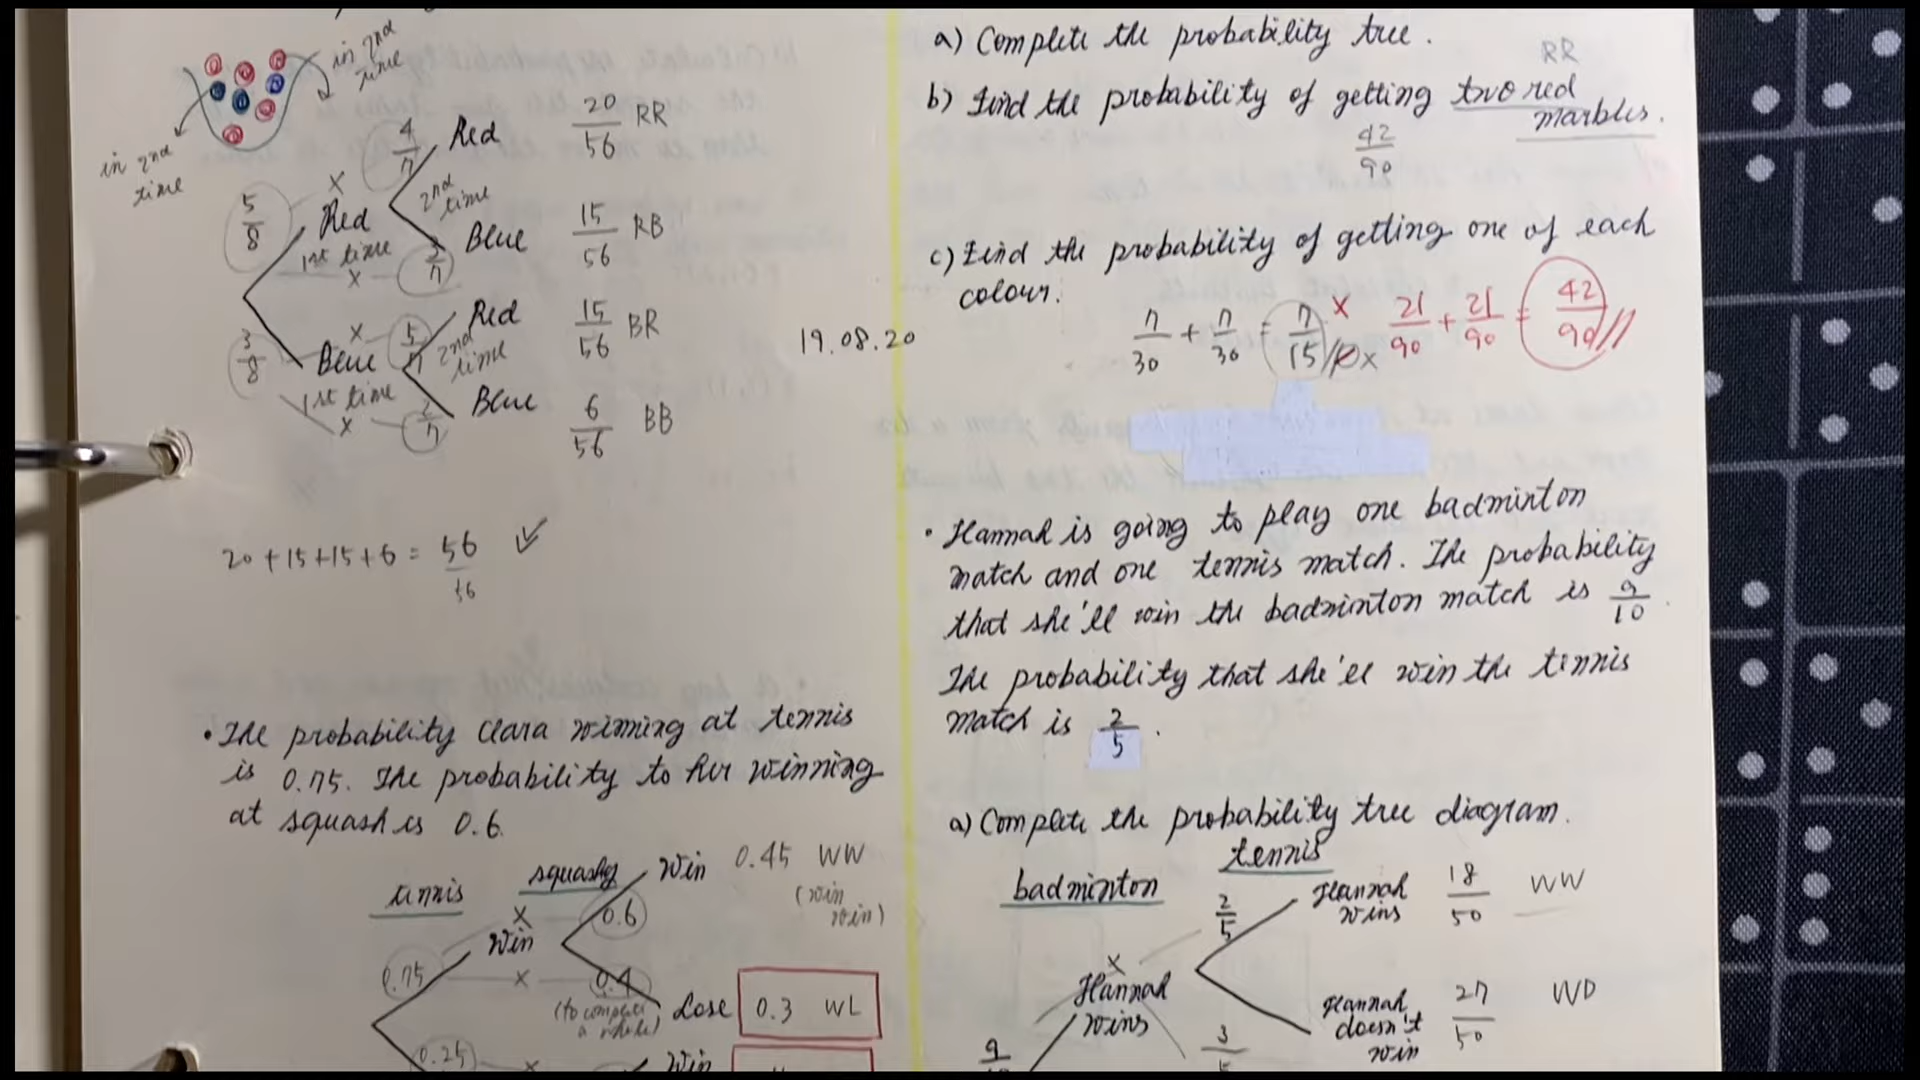 in 2nd
time
in 2nd
time
5
8
3
8
x
Red
1st time
x
x
Blue
1st time
x
4
7
Red
2nd
time
3
7
Blue
5
7
Red
2nd
time
2
7
Blue
20
56
RR
15
56
RB
15
56
BR
6
56
BB
19.08.20
20 + 15 + 15 + 6 = 56
56
• The probability Clara winning at tennis
is 0.75. The probability to her winning
at squash is 0.6.
tennis
squash
Win
0.45 WW
(win
win)
x
0.6
Win
0.75
x
0.4
(to complete
a whole)
Lose
0.3 WL
0.25
x
Win
a) Complete the probability tree.
RR
b) Find the probability of getting two red
marbles.
42
90
c) Find the probability of getting one of each
colour.
7
30
+
7
30
=
7
15
x
x
21
90
+
21
90
=
42
90
• Hannah is going to play one badminton
match and one tennis match. The probability
that she'll win the badminton match is 9
10
.
The probability that she'll win the tennis
match is 2
5
.
a) Complete the probability tree diagram.
badminton
tennis
2
5
Hannah
wins
18
50
WW
x
Hannah
wins
9
3
Hannah
doesn't
win
27
50
WD